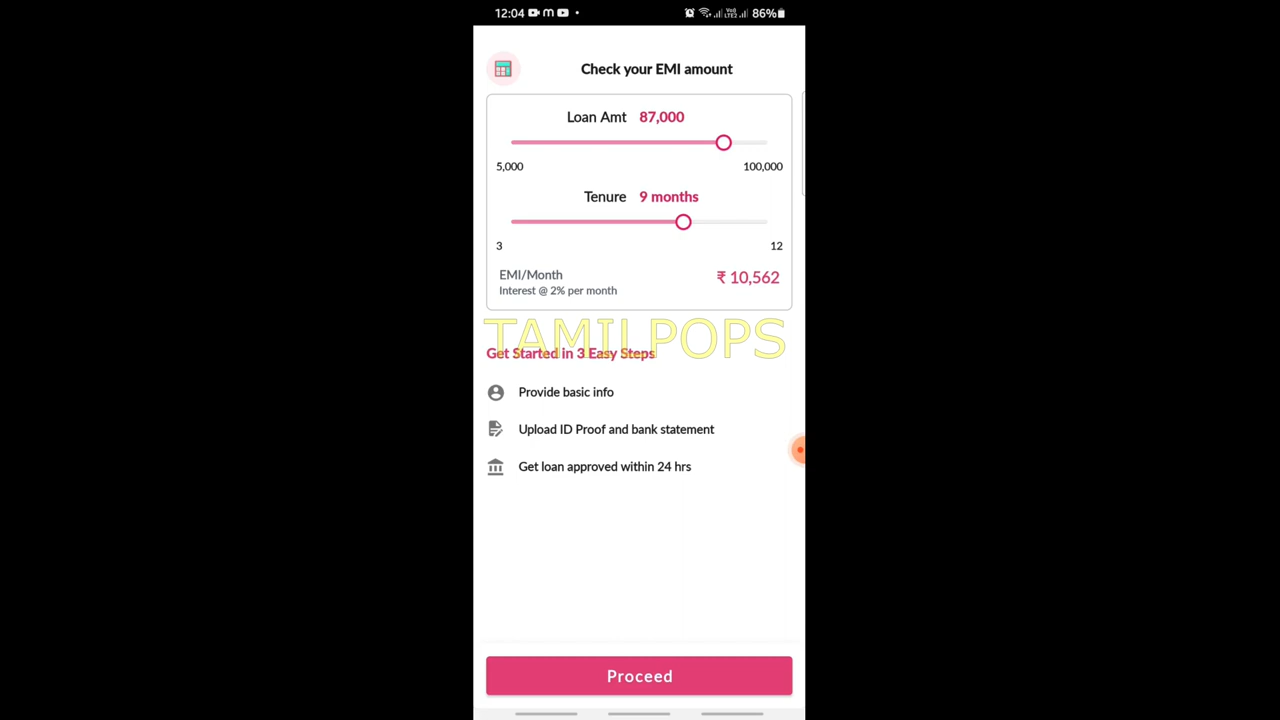 12:04 86%
Check your EMI amount
Loan Amt 87,000
5,000 100,000
Tenure 9 months
3 12
EMI/Month ₹ 10,562
Interest @ 2% per month
TAMILPOPS
Get Started in 3 Easy Steps
Provide basic info
Upload ID Proof and bank statement
Get loan approved within 24 hrs
Proceed